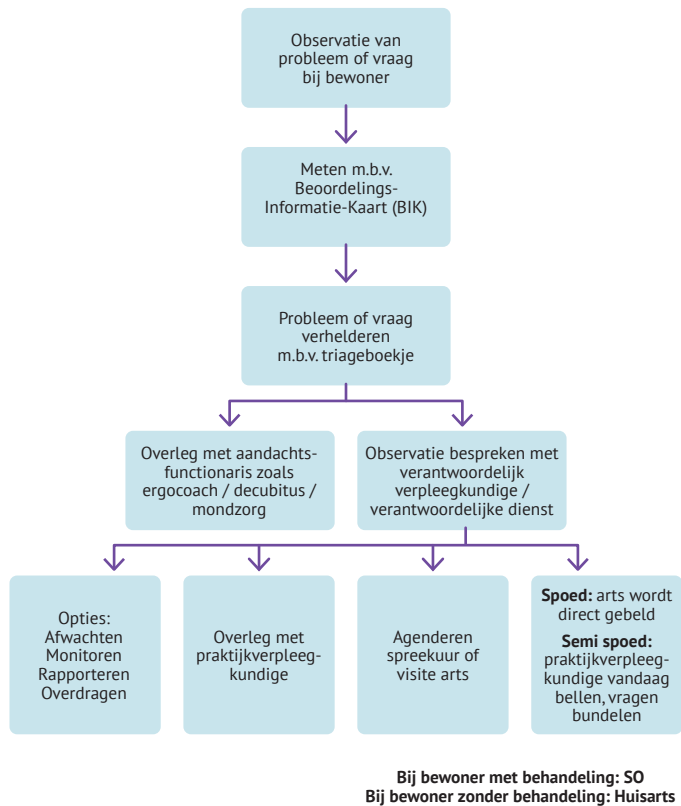 Observatie van
probleem of vraag
bij bewoner
Meten m.b.v.
Beoordelings-
Informatie-Kaart (BIK)
Probleem of vraag
verhelderen
m.b.v. triageboekje
Overleg met aandachts-
functionaris zoals
ergocoach / decubitus /
mondzorg
Observatie bespreken met
verantwoordelijk
verpleegkundige /
verantwoordelijke dienst
Opties:
Afwachten
Monitoren
Rapporteren
Overdragen
Overleg met
praktijkverpleeg-
kundige
Agenderen
spreekuur of
visite arts
Spoed: arts wordt
direct gebeld
Semi spoed:
praktijkverpleeg-
kundige vandaag
bellen, vragen
bundelen
Bij bewoner met behandeling: SO
Bij bewoner zonder behandeling: Huisarts